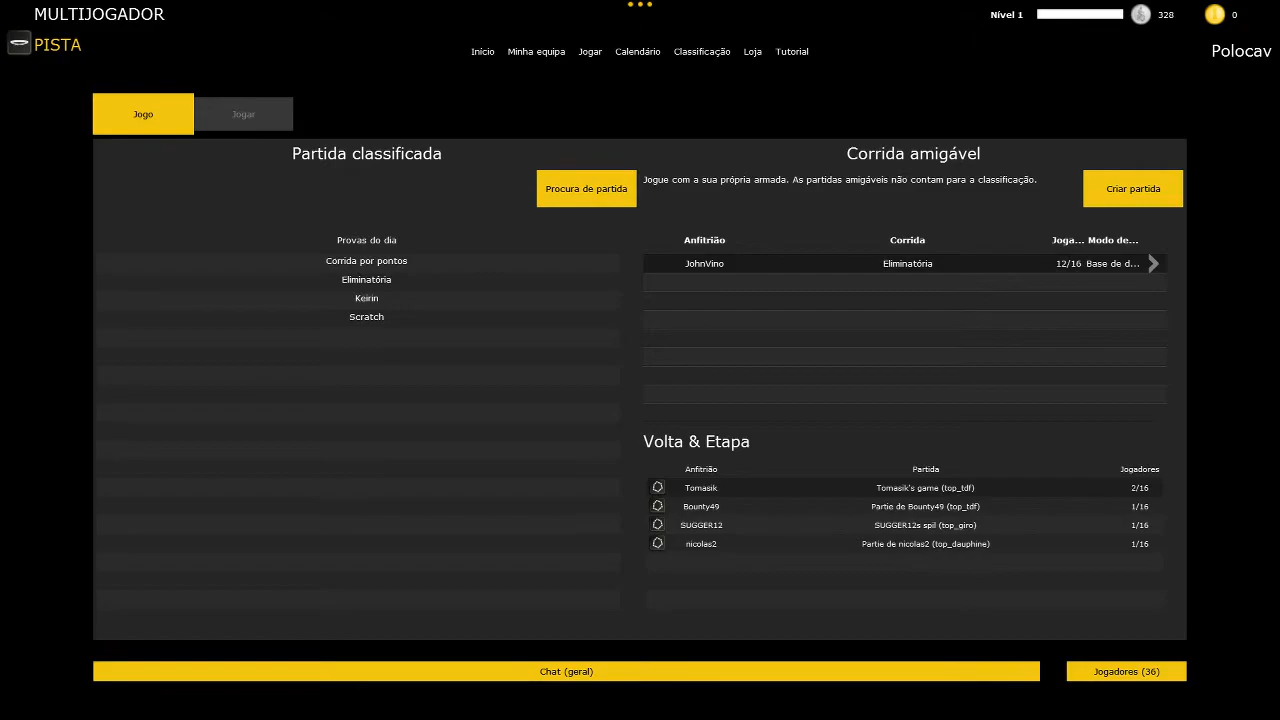 MULTIJOGADOR
Nível 1
328
0
PISTA
Início Minha equipa Jogar Calendário Classificação Loja Tutorial
Polocav
Jogo
Jogar
Partida classificada
Procura de partida
Provas do dia
Corrida por pontos
Eliminatória
Keirin
Scratch
Corrida amigável
Jogue com a sua própria armada. As partidas amigáveis não contam para a classificação.
Criar partida
Anfitrião Corrida Joga... Modo de...
JohnVino Eliminatória 12/16 Base de d...
Volta & Etapa
Anfitrião Partida Jogadores
Tomasik Tomasik's game (top_tdf) 2/16
Bounty49 Partie de Bounty49 (top_tdf) 1/16
SUGGER12 SUGGER12s spil (top_giro) 1/16
nicolas2 Partie de nicolas2 (top_dauphine) 1/16
Chat (geral)
Jogadores (36)